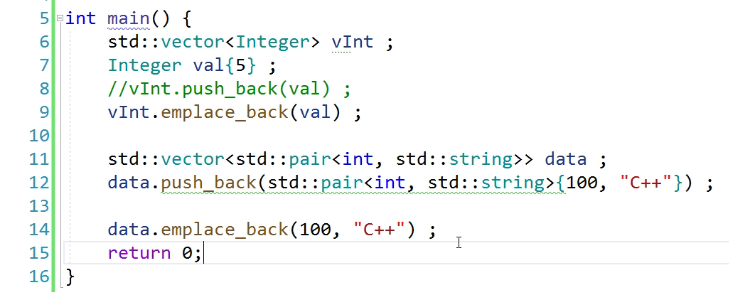 5 int main() {
6 std::vector<Integer> vInt ;
7 Integer val{5} ;
8 //vInt.push_back(val) ;
9 vInt.emplace_back(val) ;
10
11 std::vector<std::pair<int, std::string>> data ;
12 data.push_back(std::pair<int, std::string>{100, "C++"}) ;
13
14 data.emplace_back(100, "C++") ;
15 return 0;
16 }